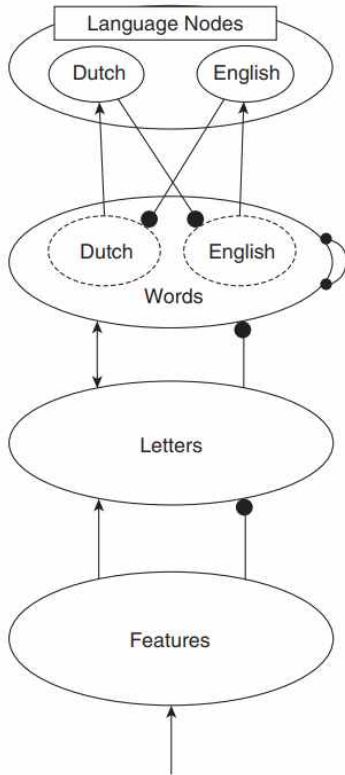 Language Nodes
Dutch English
Dutch English
Words
Letters
Features